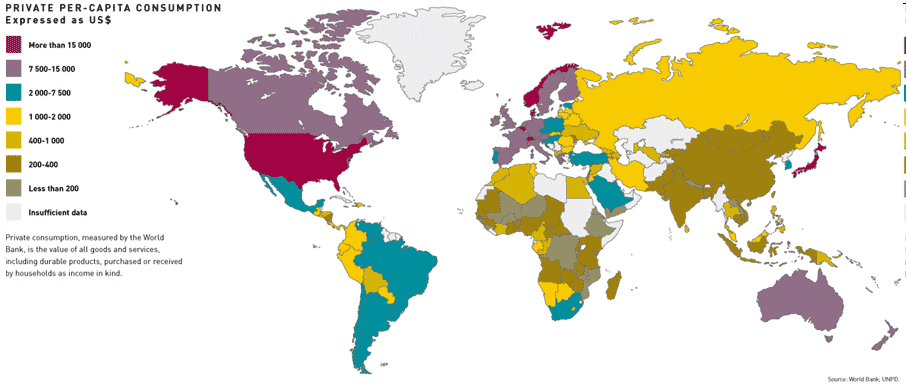 PRIVATE PER-CAPITA CONSUMPTION
Expressed as US$
More than 15 000
7 500-15 000
2 000-7 500
1 000-2 000
400-1 000
200-400
Less than 200
Insufficient data
Private consumption, measured by the World
Bank, is the value of all goods and services,
including durable products, purchased or received
by households as income in kind.
Source: World Bank; UNPD.